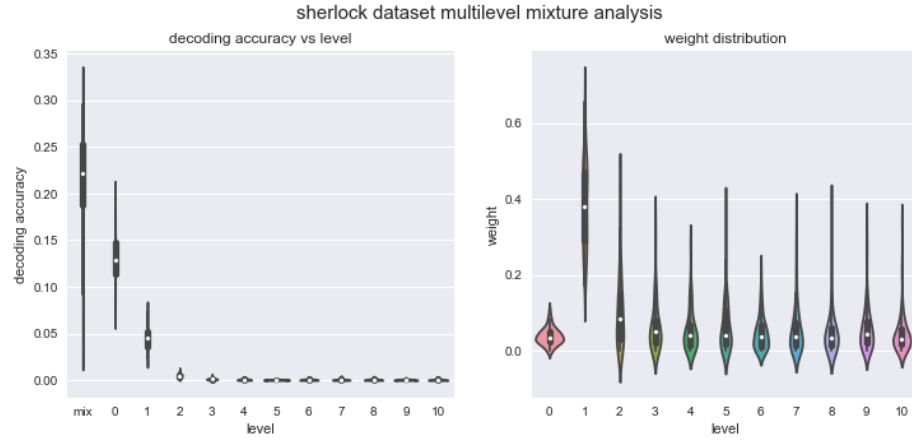 sherlock dataset multilevel mixture analysis
decoding accuracy vs level
0.35
0.30
0.25
0.20
0.15
0.10
0.05
0.00
decoding accuracy
mix 0 1 2 3 4 5 6 7 8 9 10
level
weight distribution
0.6
0.4
0.2
0.0
weight
0 1 2 3 4 5 6 7 8 9 10
level